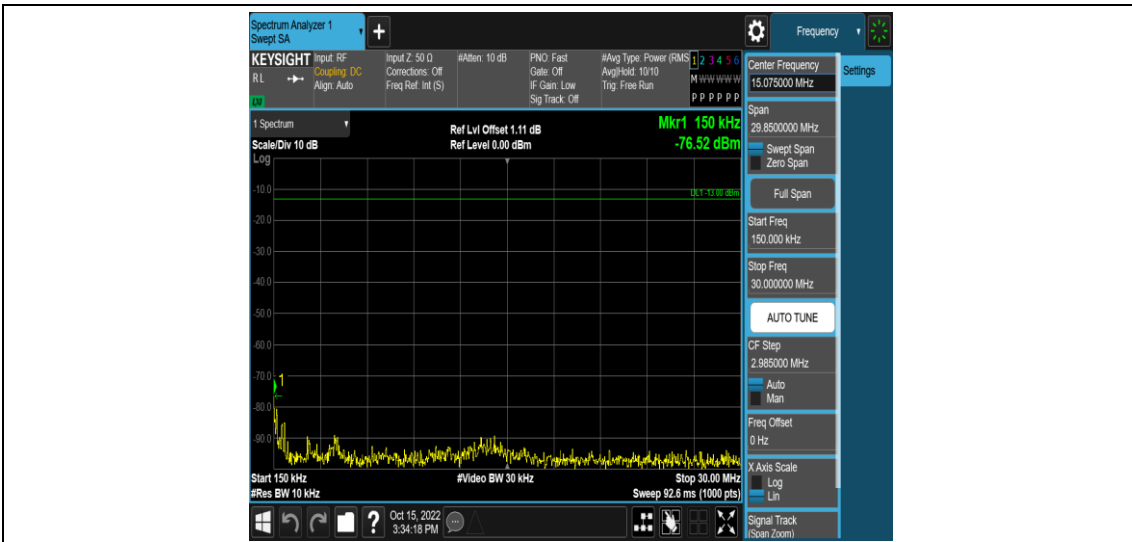 Spectrum Analyzer 1
Swept SA
+
Frequency
KEYSIGHT
RL
LNI
Input: RF
Coupling: DC
Align: Auto
Input Z: 50 Ω
Corrections: Off
Freq Ref: Int (S)
#Atten: 10 dB
PNO: Fast
Gate: Off
IF Gain: Low
Sig Track: Off
#Avg Type: Power (RMS
Avg|Hold: 10/10
Trig: Free Run
1 2 3 4 5 6
M W W W W W
P P P P P P
1 Spectrum
Scale/Div 10 dB
Ref Lvl Offset 1.11 dB
Ref Level 0.00 dBm
Mkr1 150 kHz
-76.52 dBm
Log
DL1 -13.00 dBm
-10.0
-20.0
-30.0
-40.0
-50.0
-60.0
-70.0
1
-80.0
-90.0
Start 150 kHz
#Video BW 30 kHz
Stop 30.00 MHz
#Res BW 10 kHz
Sweep 92.6 ms (1000 pts)
?
Oct 15, 2022
3:34:18 PM
Center Frequency
15.075000 MHz
Settings
Span
29.8500000 MHz
Swept Span
Zero Span
Full Span
Start Freq
150.000 kHz
Stop Freq
30.000000 MHz
AUTO TUNE
CF Step
2.985000 MHz
Auto
Man
Freq Offset
0 Hz
X Axis Scale
Log
Lin
Signal Track
(Span Zoom)